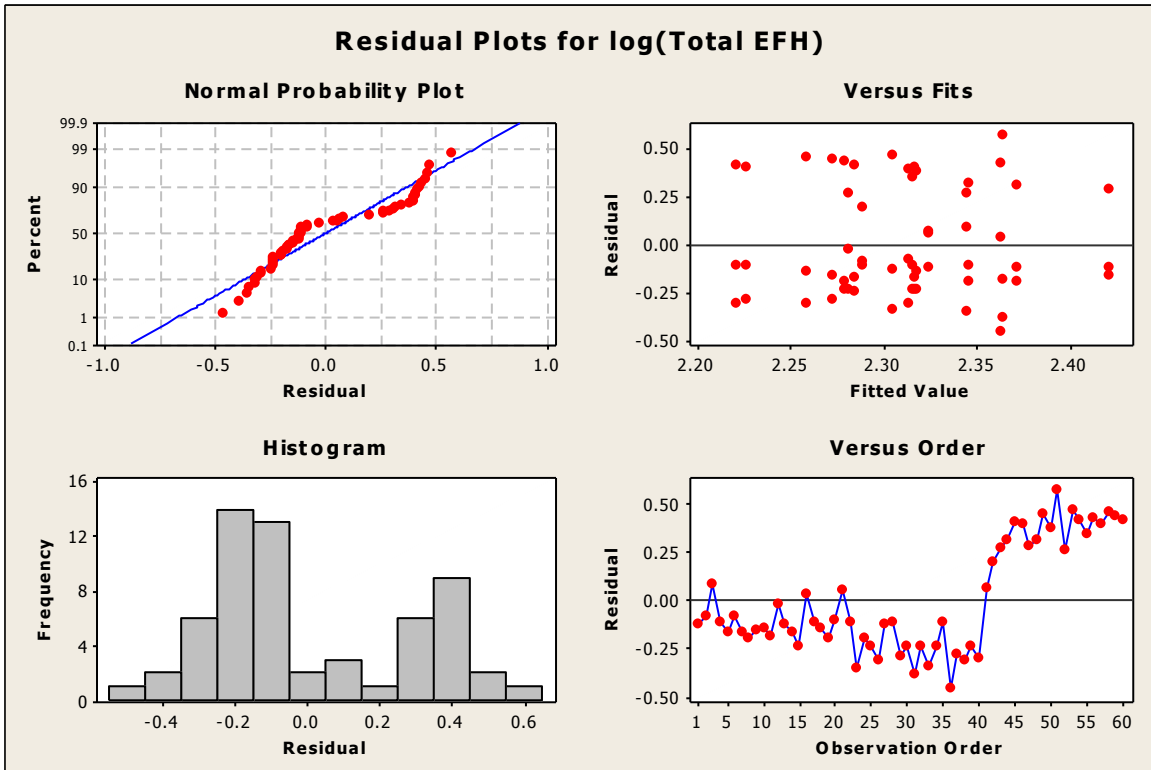 Residual Plots for log(Total EFH)
Normal Probability Plot
99.9
99
90
50
10
1
0.1
Percent
-1.0 -0.5 0.0 0.5 1.0
Residual
Versus Fits
0.50
0.25
0.00
-0.25
-0.50
Residual
2.20 2.25 2.30 2.35 2.40
Fitted Value
Histogram
16
12
8
4
0
Frequency
-0.4 -0.2 0.0 0.2 0.4 0.6
Residual
Versus Order
0.50
0.25
0.00
-0.25
-0.50
Residual
1 5 10 15 20 25 30 35 40 45 50 55 60
Observation Order